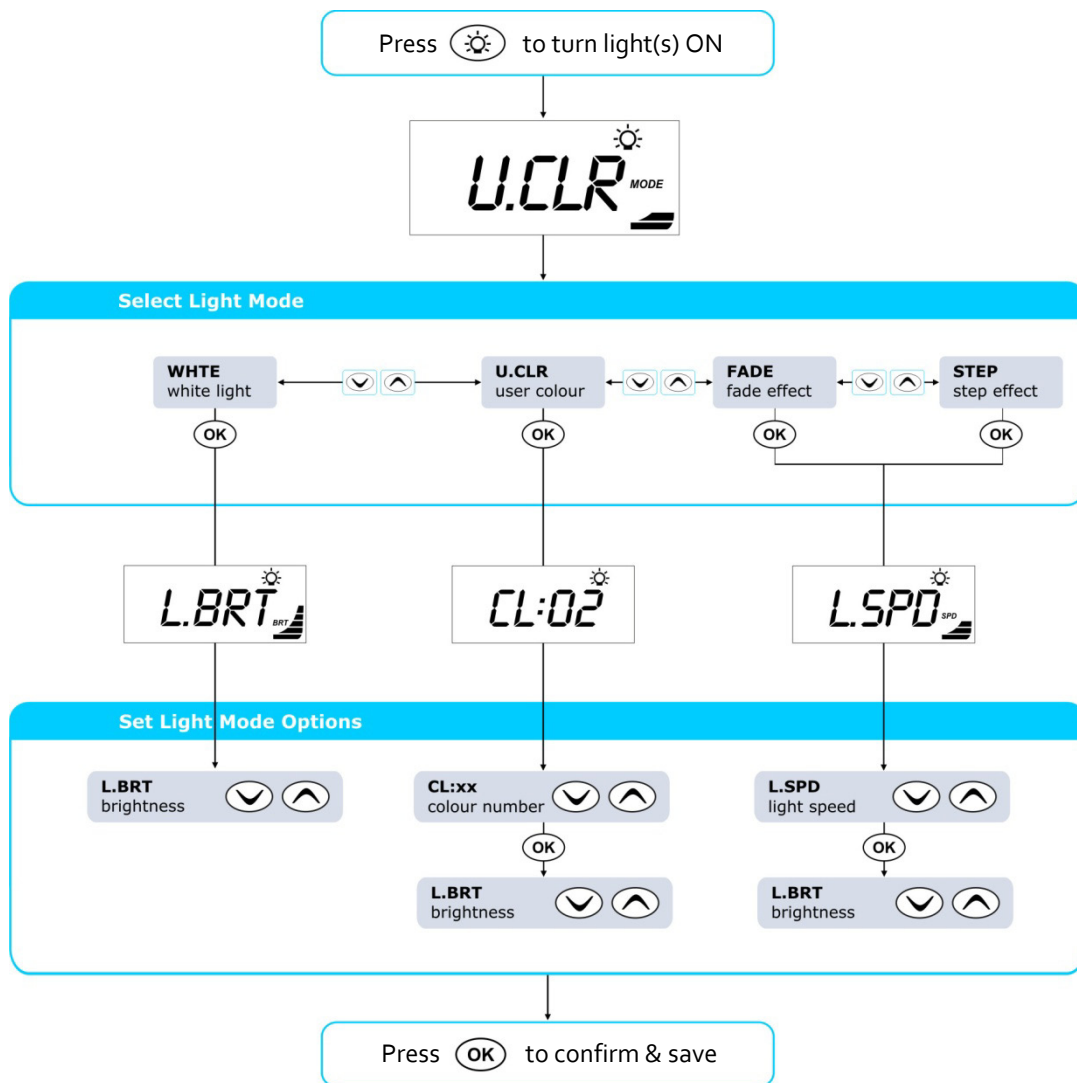 Press to turn light(s) ON
U.CLR
MODE
Select Light Mode
WHTE
white light
U.CLR
user colour
FADE
fade effect
STEP
step effect
OK
OK
OK
OK
L.BRT
BRT
CL:02
L.SPD
SPD
Set Light Mode Options
L.BRT
brightness
CL:xx
colour number
L.SPD
light speed
OK
OK
L.BRT
brightness
L.BRT
brightness
Press OK to confirm & save